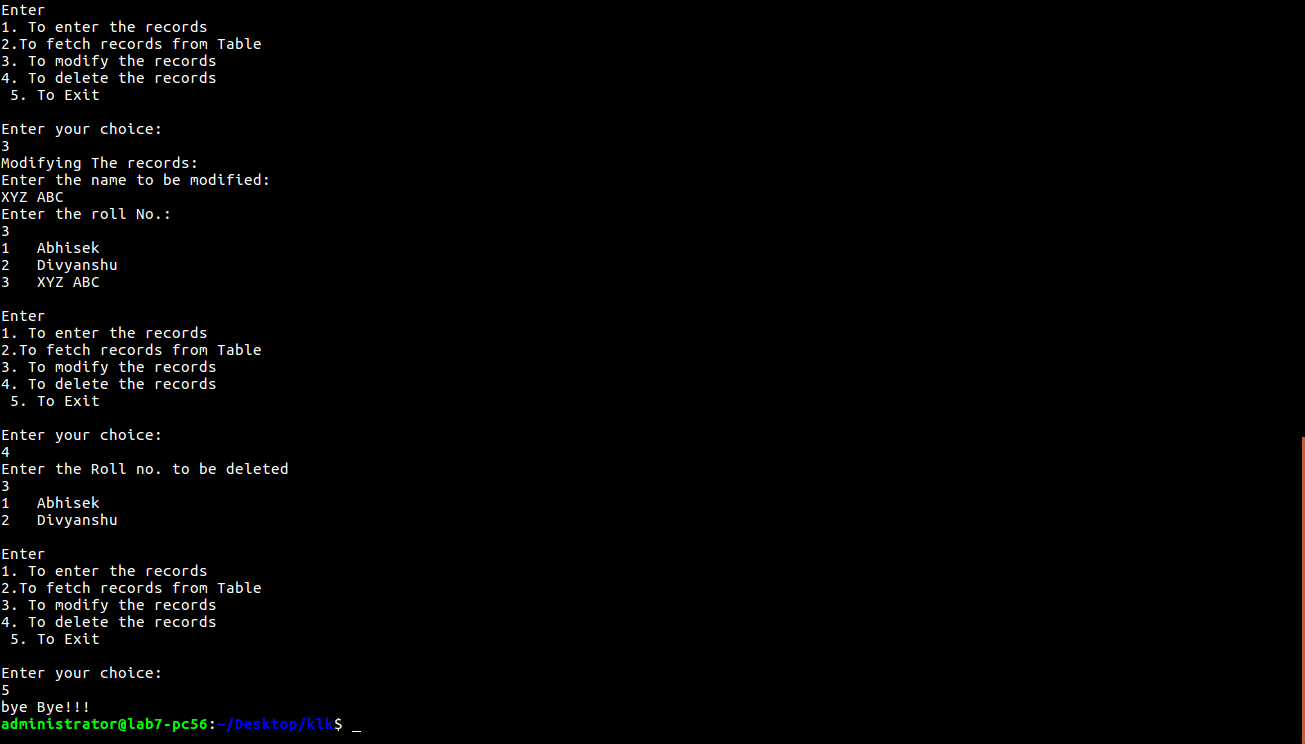 Enter
1. To enter the records
2.To fetch records from Table
3. To modify the records
4. To delete the records
 5. To Exit

Enter your choice:
3
Modifying The records:
Enter the name to be modified:
XYZ ABC
Enter the roll No.:
3
1   Abhisek
2   Divyanshu
3   XYZ ABC

Enter
1. To enter the records
2.To fetch records from Table
3. To modify the records
4. To delete the records
 5. To Exit

Enter your choice:
4
Enter the Roll no. to be deleted
3
1   Abhisek
2   Divyanshu

Enter
1. To enter the records
2.To fetch records from Table
3. To modify the records
4. To delete the records
 5. To Exit

Enter your choice:
5
bye Bye!!!
administrator@lab7-pc56:~/Desktop/klk$ _